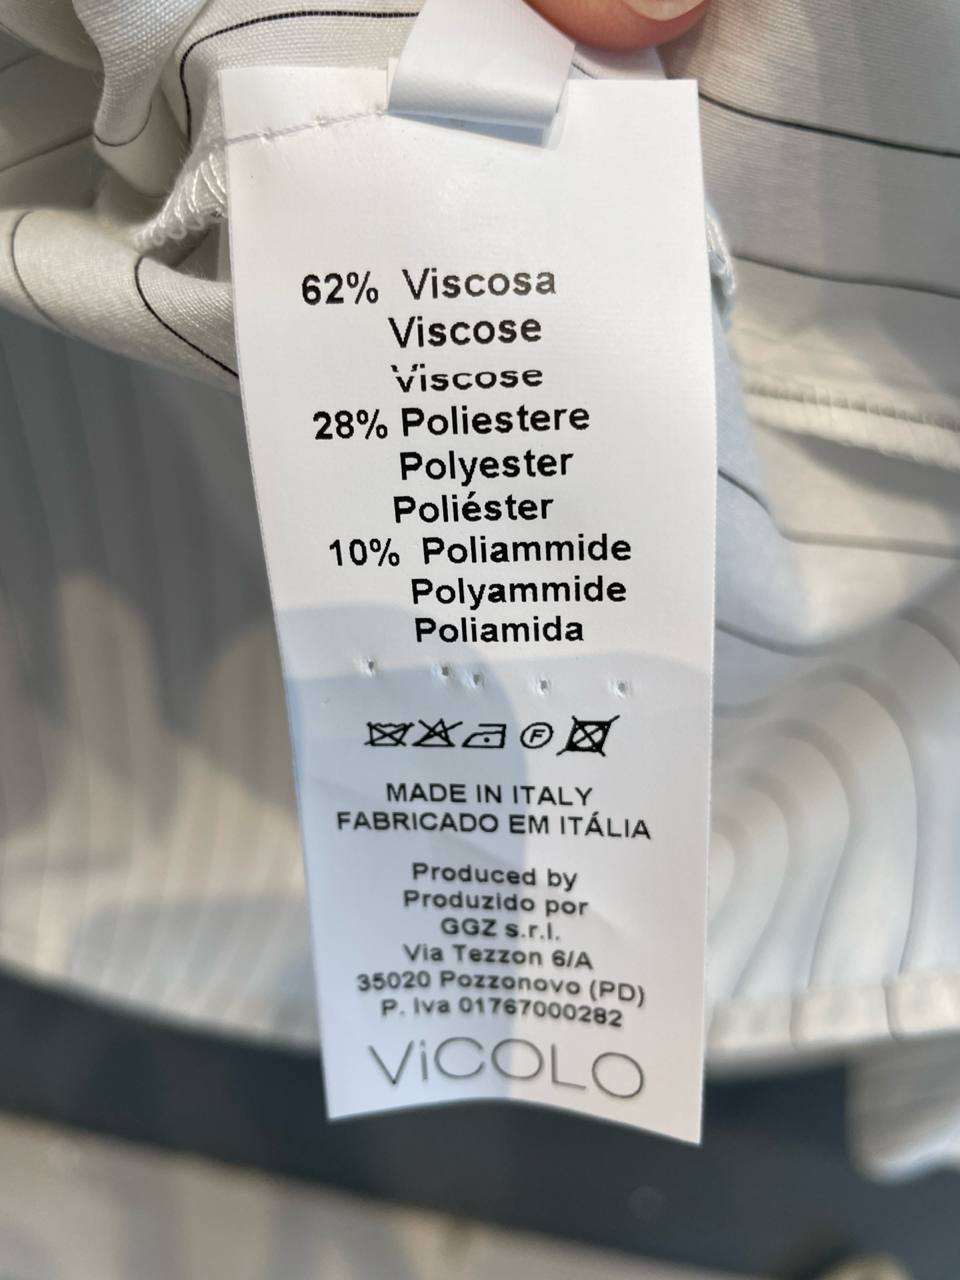 62% Viscosa
Viscose
Viscose
28% Poliestere
Polyester
Poliéster
10% Poliammide
Polyammide
Poliamida
F
MADE IN ITALY
FABRICADO EM ITÁLIA
Produced by
Produzido por
GGZ s.r.l.
Via Tezzon 6/A
35020 Pozzonovo (PD)
P. Iva 01767000282
ViCOLO